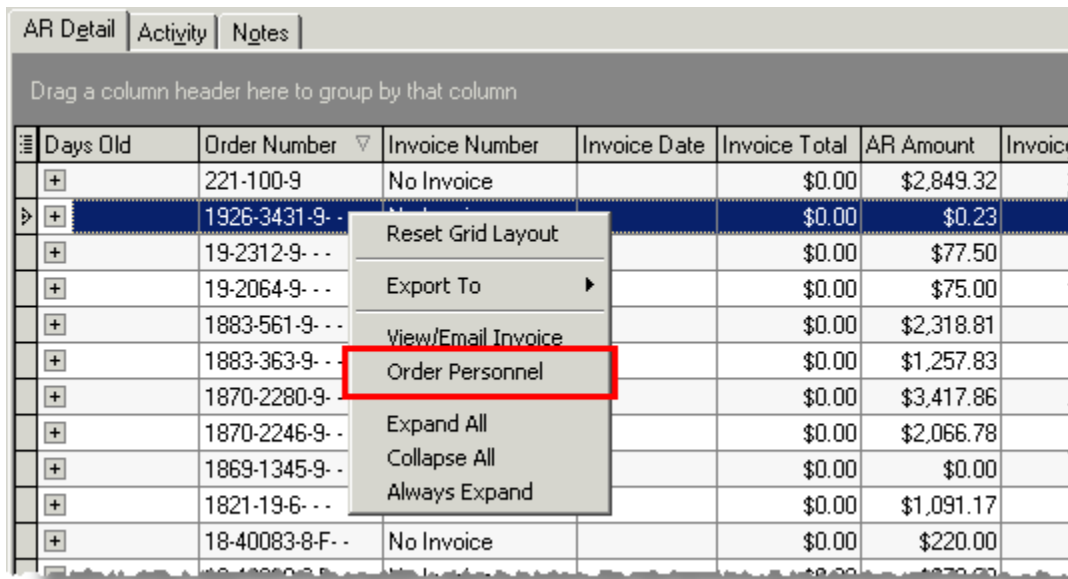 AR Detail Activity Notes
Drag a column header here to group by that column
Days Old Order Number Invoice Number Invoice Date Invoice Total AR Amount Invoic
221-100-9 No Invoice $0.00 $2,849.32
1926-3431-9- - $0.00 $0.23
Reset Grid Layout
19-2312-9- - - $0.00 $77.50
Export To
19-2064-9- - - $0.00 $75.00
1883-561-9- - - $0.00 $2,318.81
View/Email Invoice
1883-363-9- - - $0.00 $1,257.83
Order Personnel
1870-2280-9- - $0.00 $3,417.86
Expand All
1870-2246-9- - $0.00 $2,066.78
Collapse All
1869-1345-9- - $0.00 $0.00
Always Expand
1821-19-6- - - $0.00 $1,091.17
18-40083-8-F- - No Invoice $0.00 $220.00